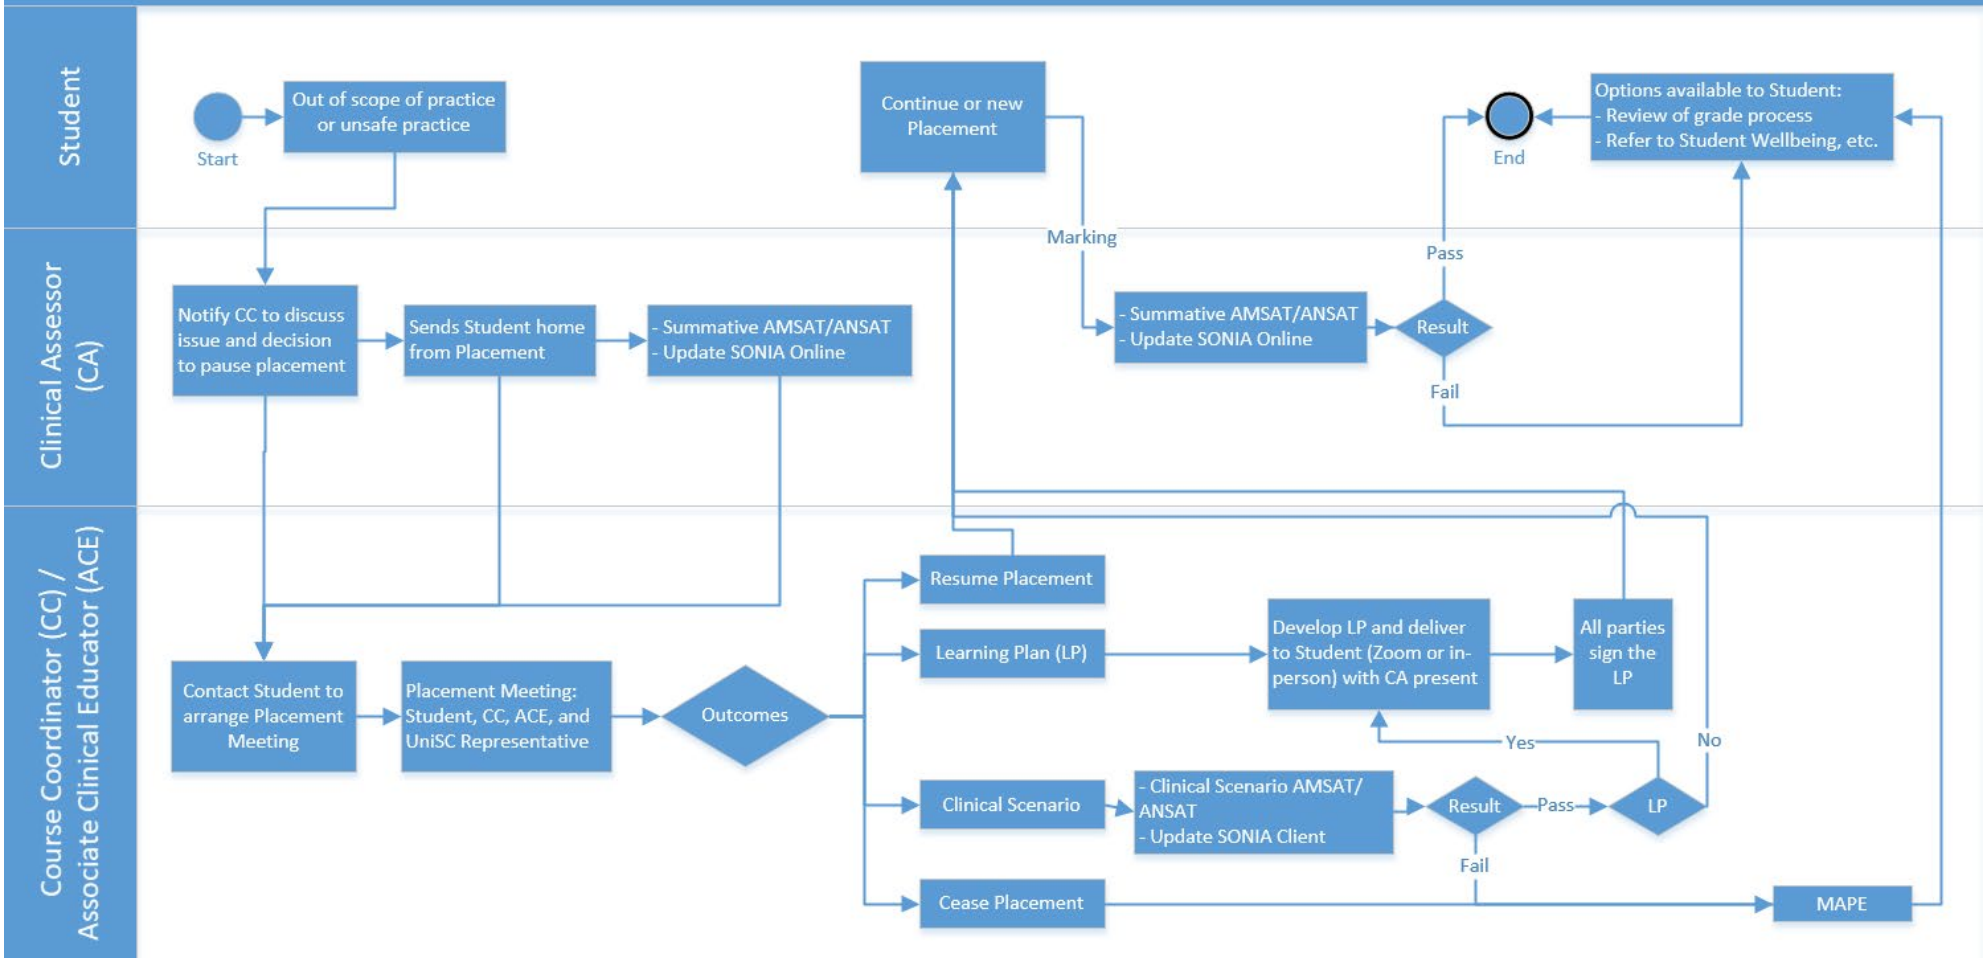 Student
Start
Out of scope of practice
or unsafe practice
Continue or new
Placement
End
Options available to Student:
- Review of grade process
- Refer to Student Wellbeing, etc.
Marking
Clinical Assessor
(CA)
Notify CC to discuss
issue and decision
to pause placement
Sends Student home
from Placement
- Summative AMSAT/ANSAT
- Update SONIA Online
- Summative AMSAT/ANSAT
- Update SONIA Online
Result
Pass
Fail
Course Coordinator (CC) /
Associate Clinical Educator (ACE)
Contact Student to
arrange Placement
Meeting
Placement Meeting:
Student, CC, ACE, and
UniSC Representative
Outcomes
Resume Placement
Learning Plan (LP)
Develop LP and deliver
to Student (Zoom or in-
person) with CA present
All parties
sign the
LP
Clinical Scenario
- Clinical Scenario AMSAT/
ANSAT
- Update SONIA Client
Result
Pass
LP
Yes
No
Fail
Cease Placement
MAPE